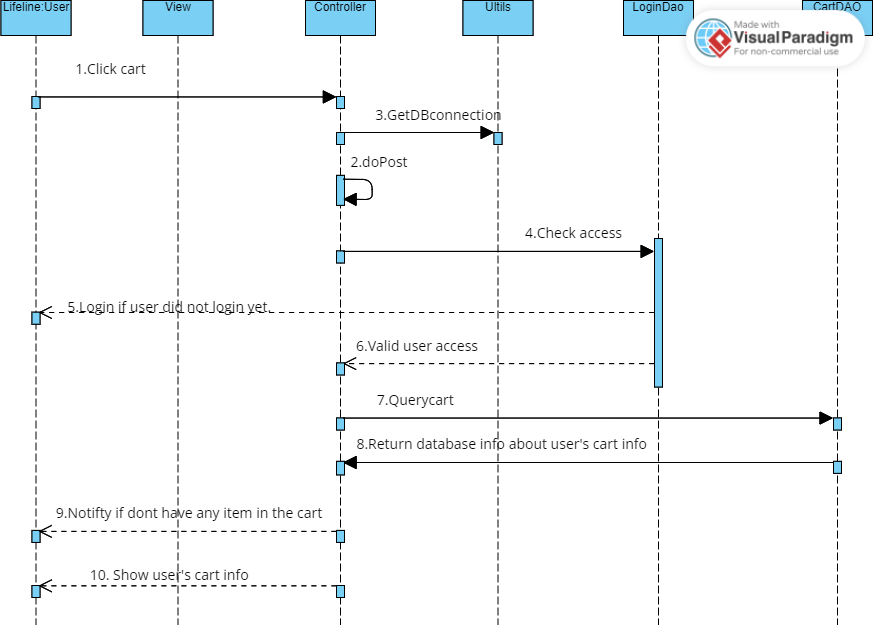 Lifeline:User
View
Controller
Ultils
LoginDao
CartDAO
Made with
VisualParadigm
For non-commercial use
1.Click cart
3.GetDBconnection
2.doPost
4.Check access
5.Login if user did not login yet.
6.Valid user access
7.Querycart
8.Return database info about user's cart info
9.Notifty if dont have any item in the cart
10. Show user's cart info